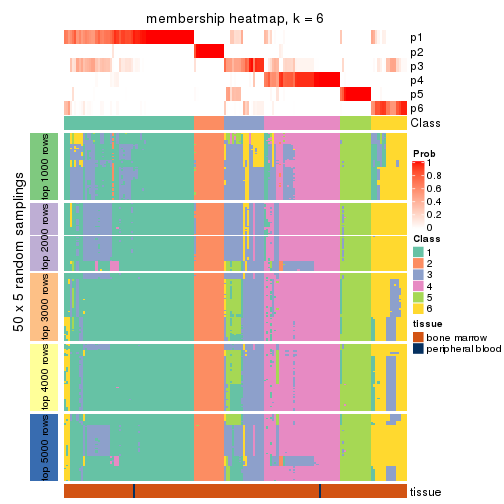 membership heatmap, k = 6
p1
p2
p3
p4
p5
p6
Class
50 x 5 random samplings
top 1000 rows
top 2000 rows
top 3000 rows
top 4000 rows
top 5000 rows
Prob
1
0.8
0.6
0.4
0.2
0
Class
1
2
3
4
5
6
tissue
bone marrow
peripheral blood
tissue